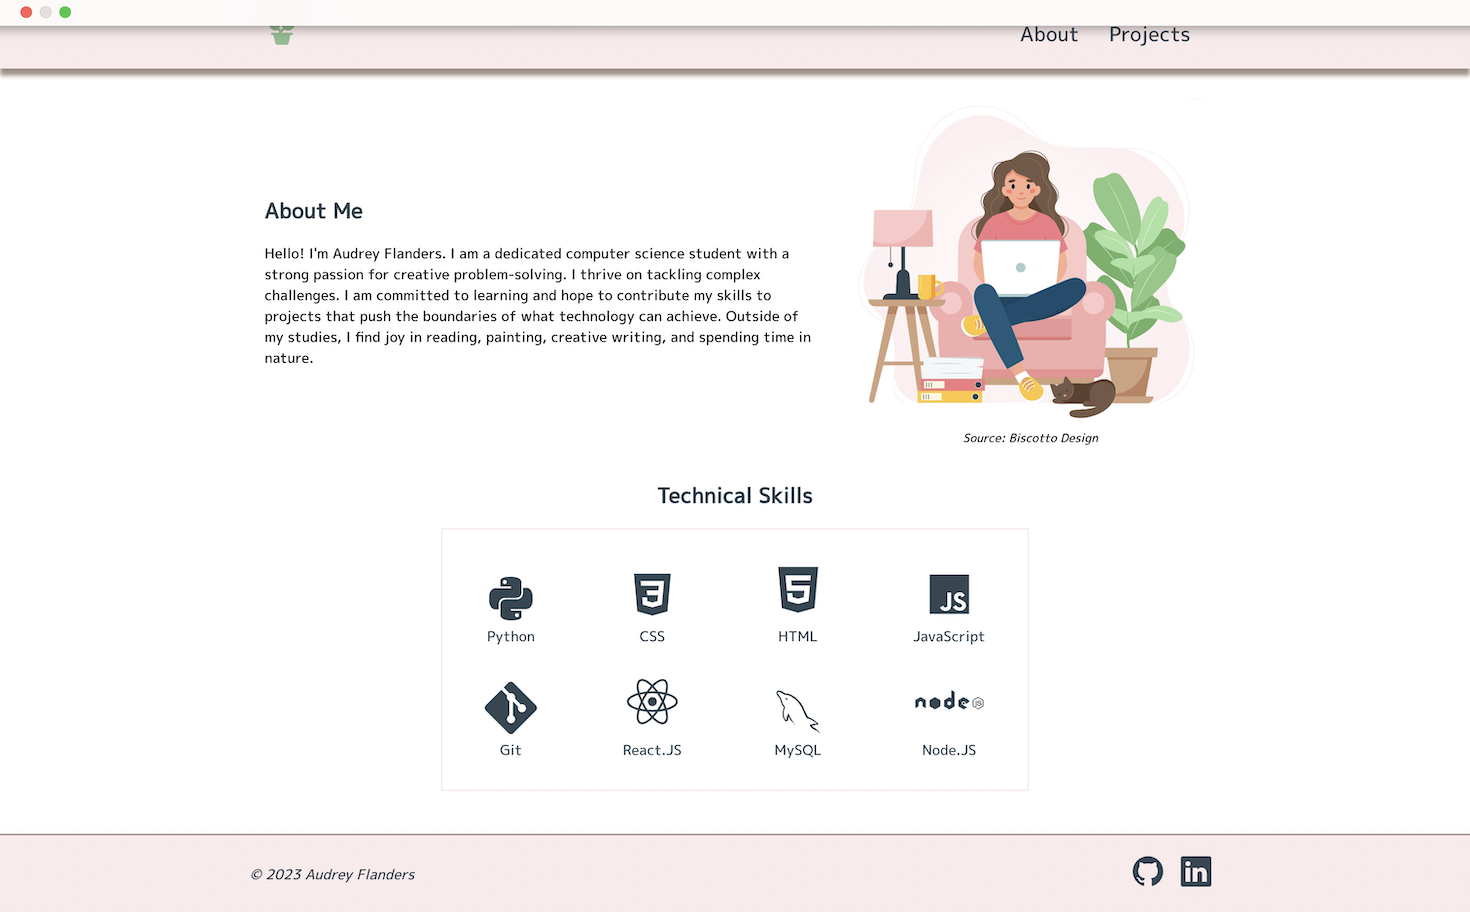 About Projects
About Me
Hello! I'm Audrey Flanders. I am a dedicated computer science student with a
strong passion for creative problem-solving. I thrive on tackling complex
challenges. I am committed to learning and hope to contribute my skills to
projects that push the boundaries of what technology can achieve. Outside of
my studies, I find joy in reading, painting, creative writing, and spending time in
nature.
Source: Biscotto Design
Technical Skills
3 5 JS
Python CSS HTML JavaScript
node JS
Git React.JS MySQL Node.JS
© 2023 Audrey Flanders in